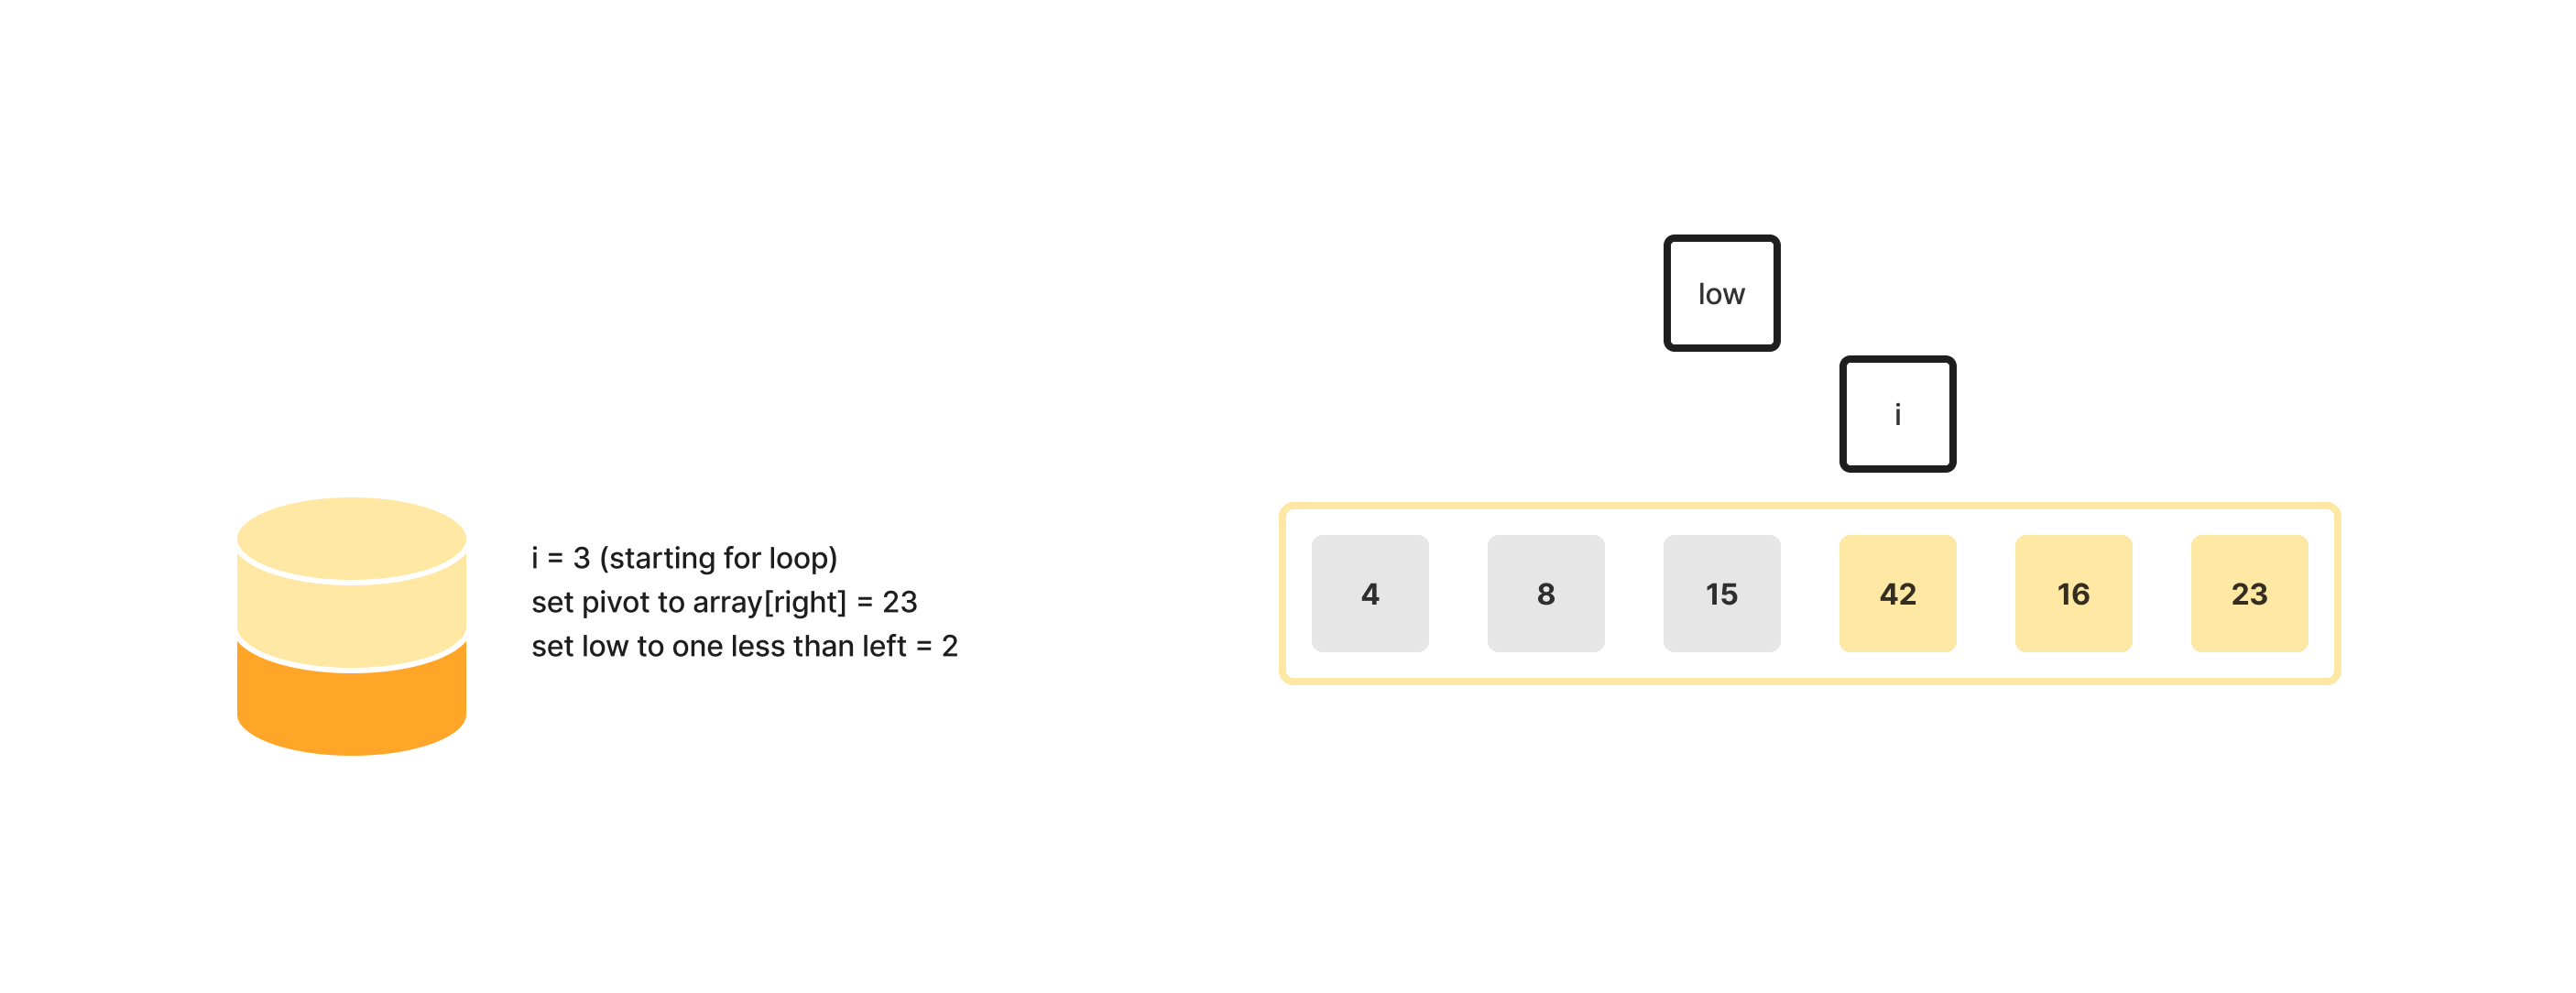 low
i
i = 3 (starting for loop)
set pivot to array[right] = 23
set low to one less than left = 2
4 8 15 42 16 23